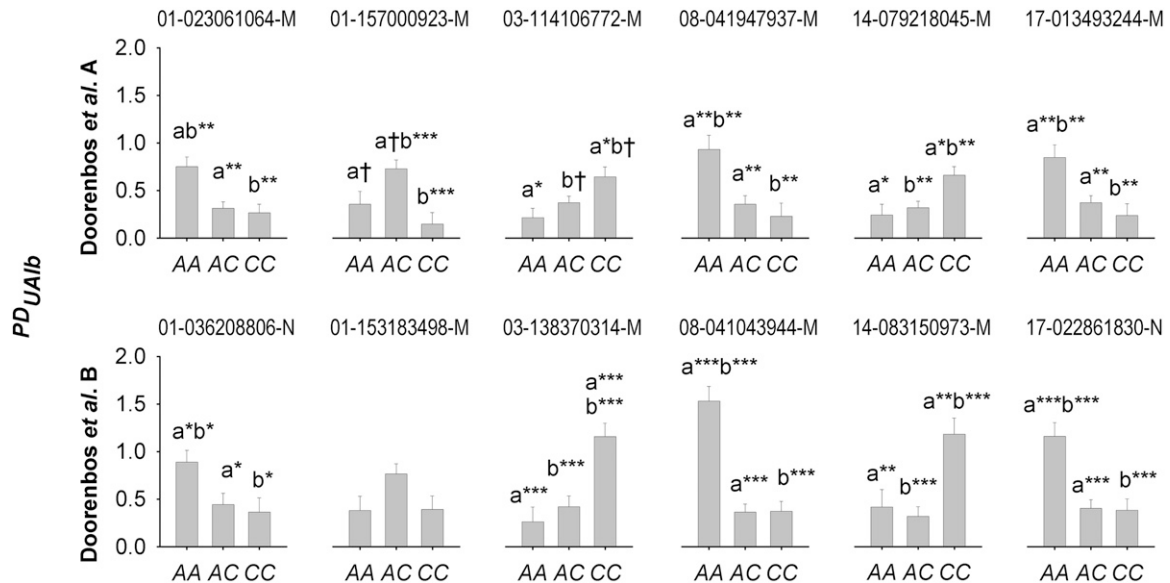 01-023061064-M 01-157000923-M 03-114106772-M 08-041947937-M 14-079218045-M 17-013493244-M
Doorenbos et al. A
2.0
1.5
1.0
0.5
0.0
ab** a** b**
a† a†b*** b***
a* b† a*b†
a**b** a** b**
a* b** a*b**
a**b** a** b**
AA AC CC AA AC CC AA AC CC AA AC CC AA AC CC AA AC CC
PD_UAlb
01-036208806-N 01-153183498-M 03-138370314-M 08-041043944-M 14-083150973-M 17-022861830-N
Doorenbos et al. B
2.0
1.5
1.0
0.5
0.0
a*b* a* b*
a*** b*** a***
b***
a***b*** a*** b***
a** b*** a**b***
a***b*** a*** b***
AA AC CC AA AC CC AA AC CC AA AC CC AA AC CC AA AC CC